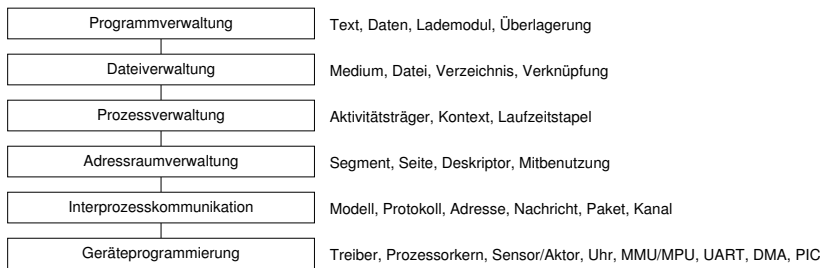 Programmverwaltung Text, Daten, Lademodul, Überlagerung
Dateiverwaltung Medium, Datei, Verzeichnis, Verknüpfung
Prozessverwaltung Aktivitätsträger, Kontext, Laufzeitstapel
Adressraumverwaltung Segment, Seite, Deskriptor, Mitbenutzung
Interprozesskommunikation Modell, Protokoll, Adresse, Nachricht, Paket, Kanal
Geräteprogrammierung Treiber, Prozessorkern, Sensor/Aktor, Uhr, MMU/MPU, UART, DMA, PIC